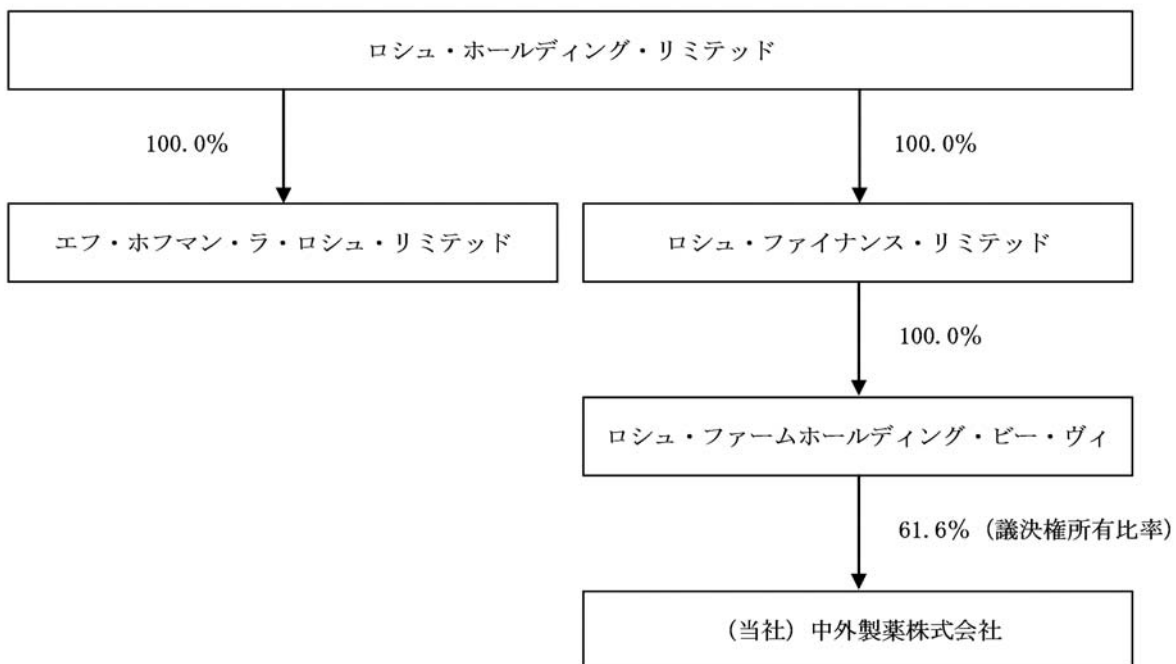 ロシュ・ホールディング・リミテッド
100.0%
100.0%
エフ・ホフマン・ラ・ロシュ・リミテッド
ロシュ・ファイナンス・リミテッド
100.0%
ロシュ・ファームホールディング・ビー・ヴィ
61.6%（議決権所有比率）
（当社）中外製薬株式会社